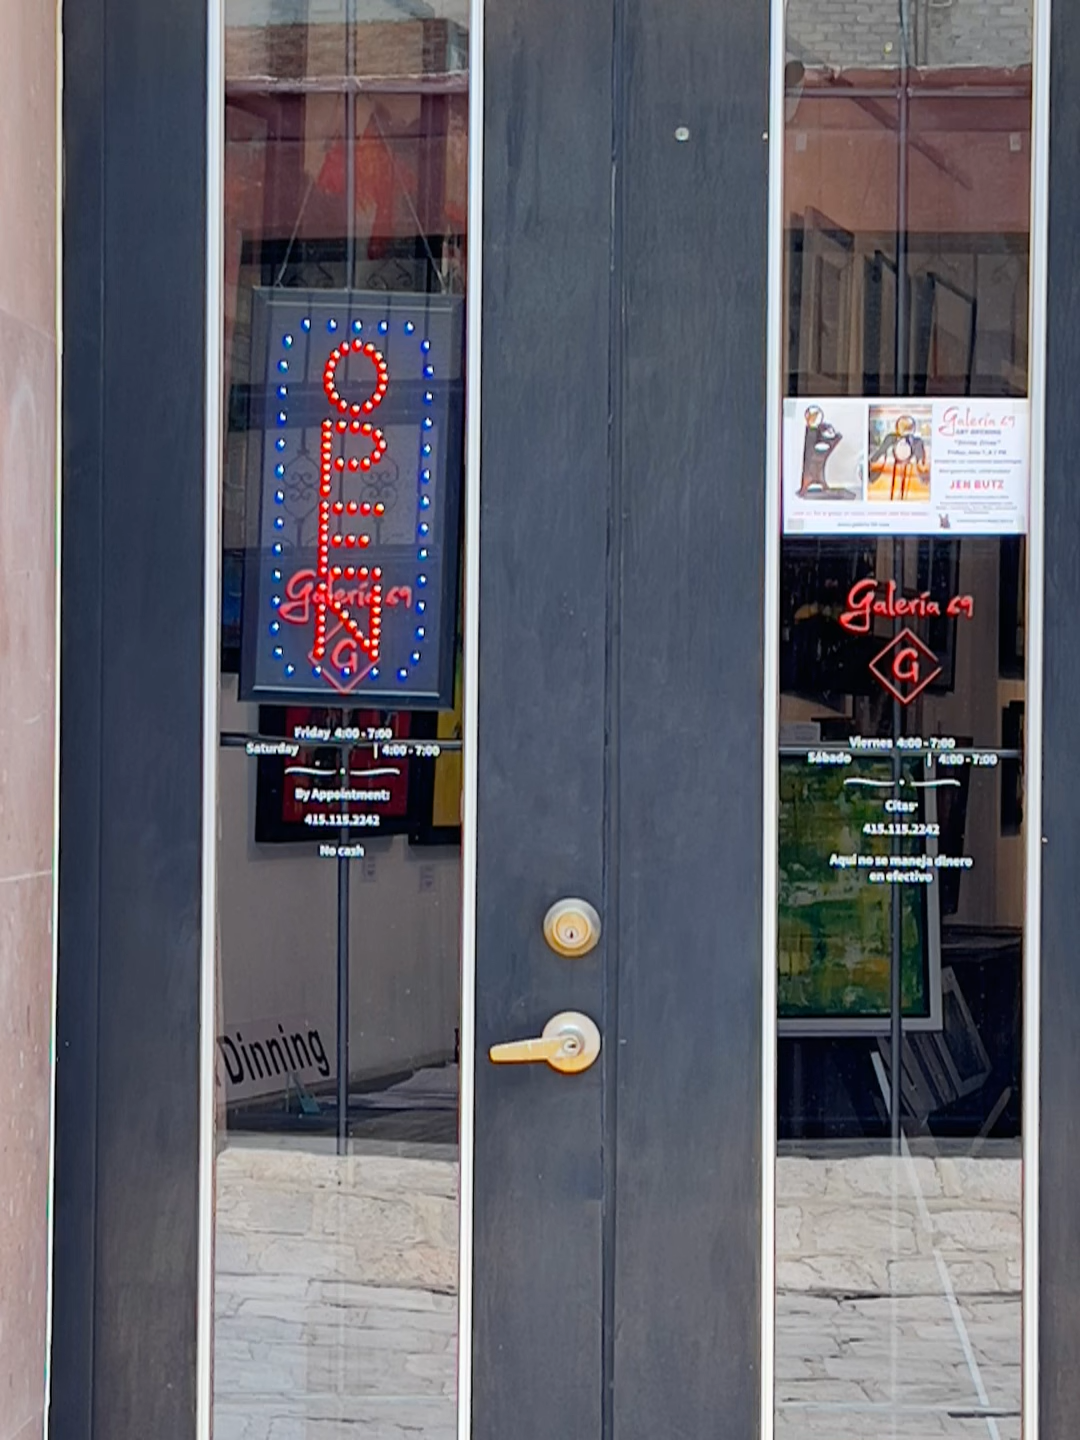 OPEN
Galería 69
G
Friday 4:00 - 7:00
Saturday | 4:00 - 7:00
By Appointment:
415.115.2242
No cash
Dinning
Galería 69
ART OPENING
JEN BUTZ
Galería 69
G
Viernes 4:00 - 7:00
Sábado | 4:00 - 7:00
Citas
415.115.2242
Aquí no se maneja dinero
en efectivo